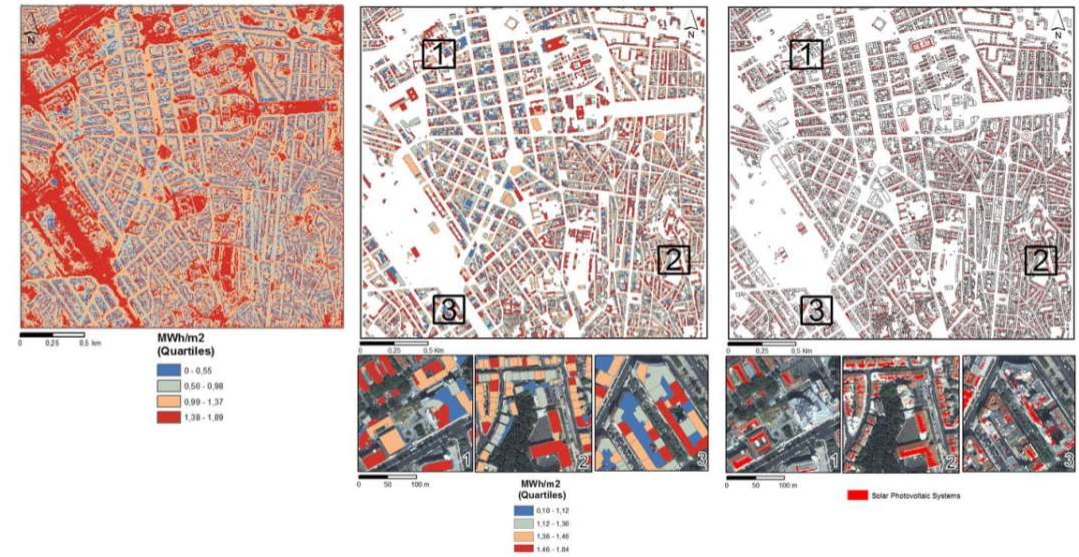 N
0 0.25 0.5 km
MWh/m2
(Quartiles)
0 - 0,55
0,56 - 0,98
0,99 - 1,37
1,38 - 1,89
N
1
2
3
0 0.25 0,5 Km
1
2
3
0 50 100 m
MWh/m2
(Quartiles)
0,10 - 1,12
1,12 - 1,36
1,36 - 1,46
1.46 - 1.84
N
1
2
3
0 0.25 0.5 km
1
2
3
0 50 100 m
Solar Photovoltaic Systems